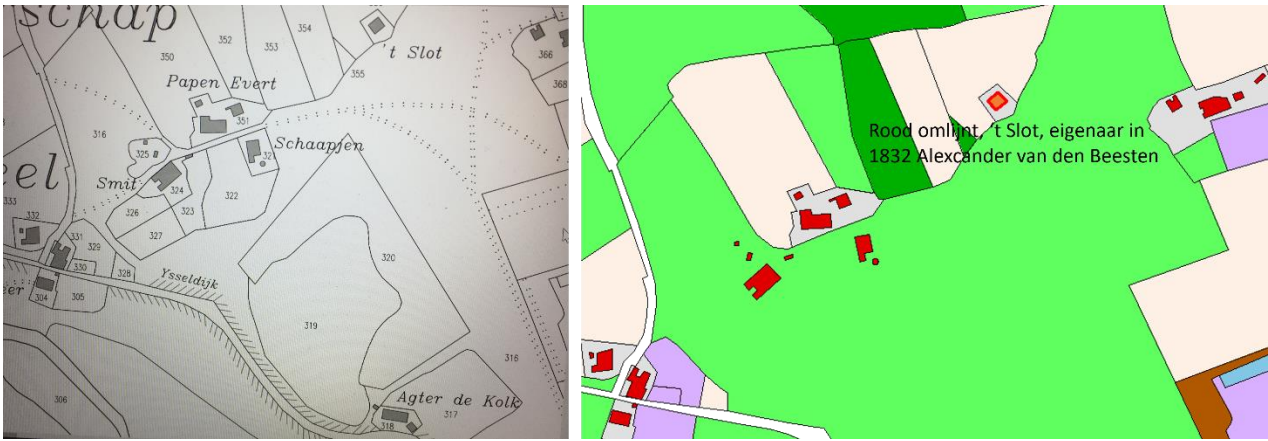 schap
352
353
354
't Slot
366
350
355
368
Papen Evert
351
316
325
321
Schaapjen
Smit
324
322
eel
326
323
333
332
327
331
329
320
330
328
Ysseldijk
eer
304
305
319
316
306
Agter de Kolk
317
318
Rood omlijnt, 't Slot, eigenaar in
1832 Alexcander van den Beesten